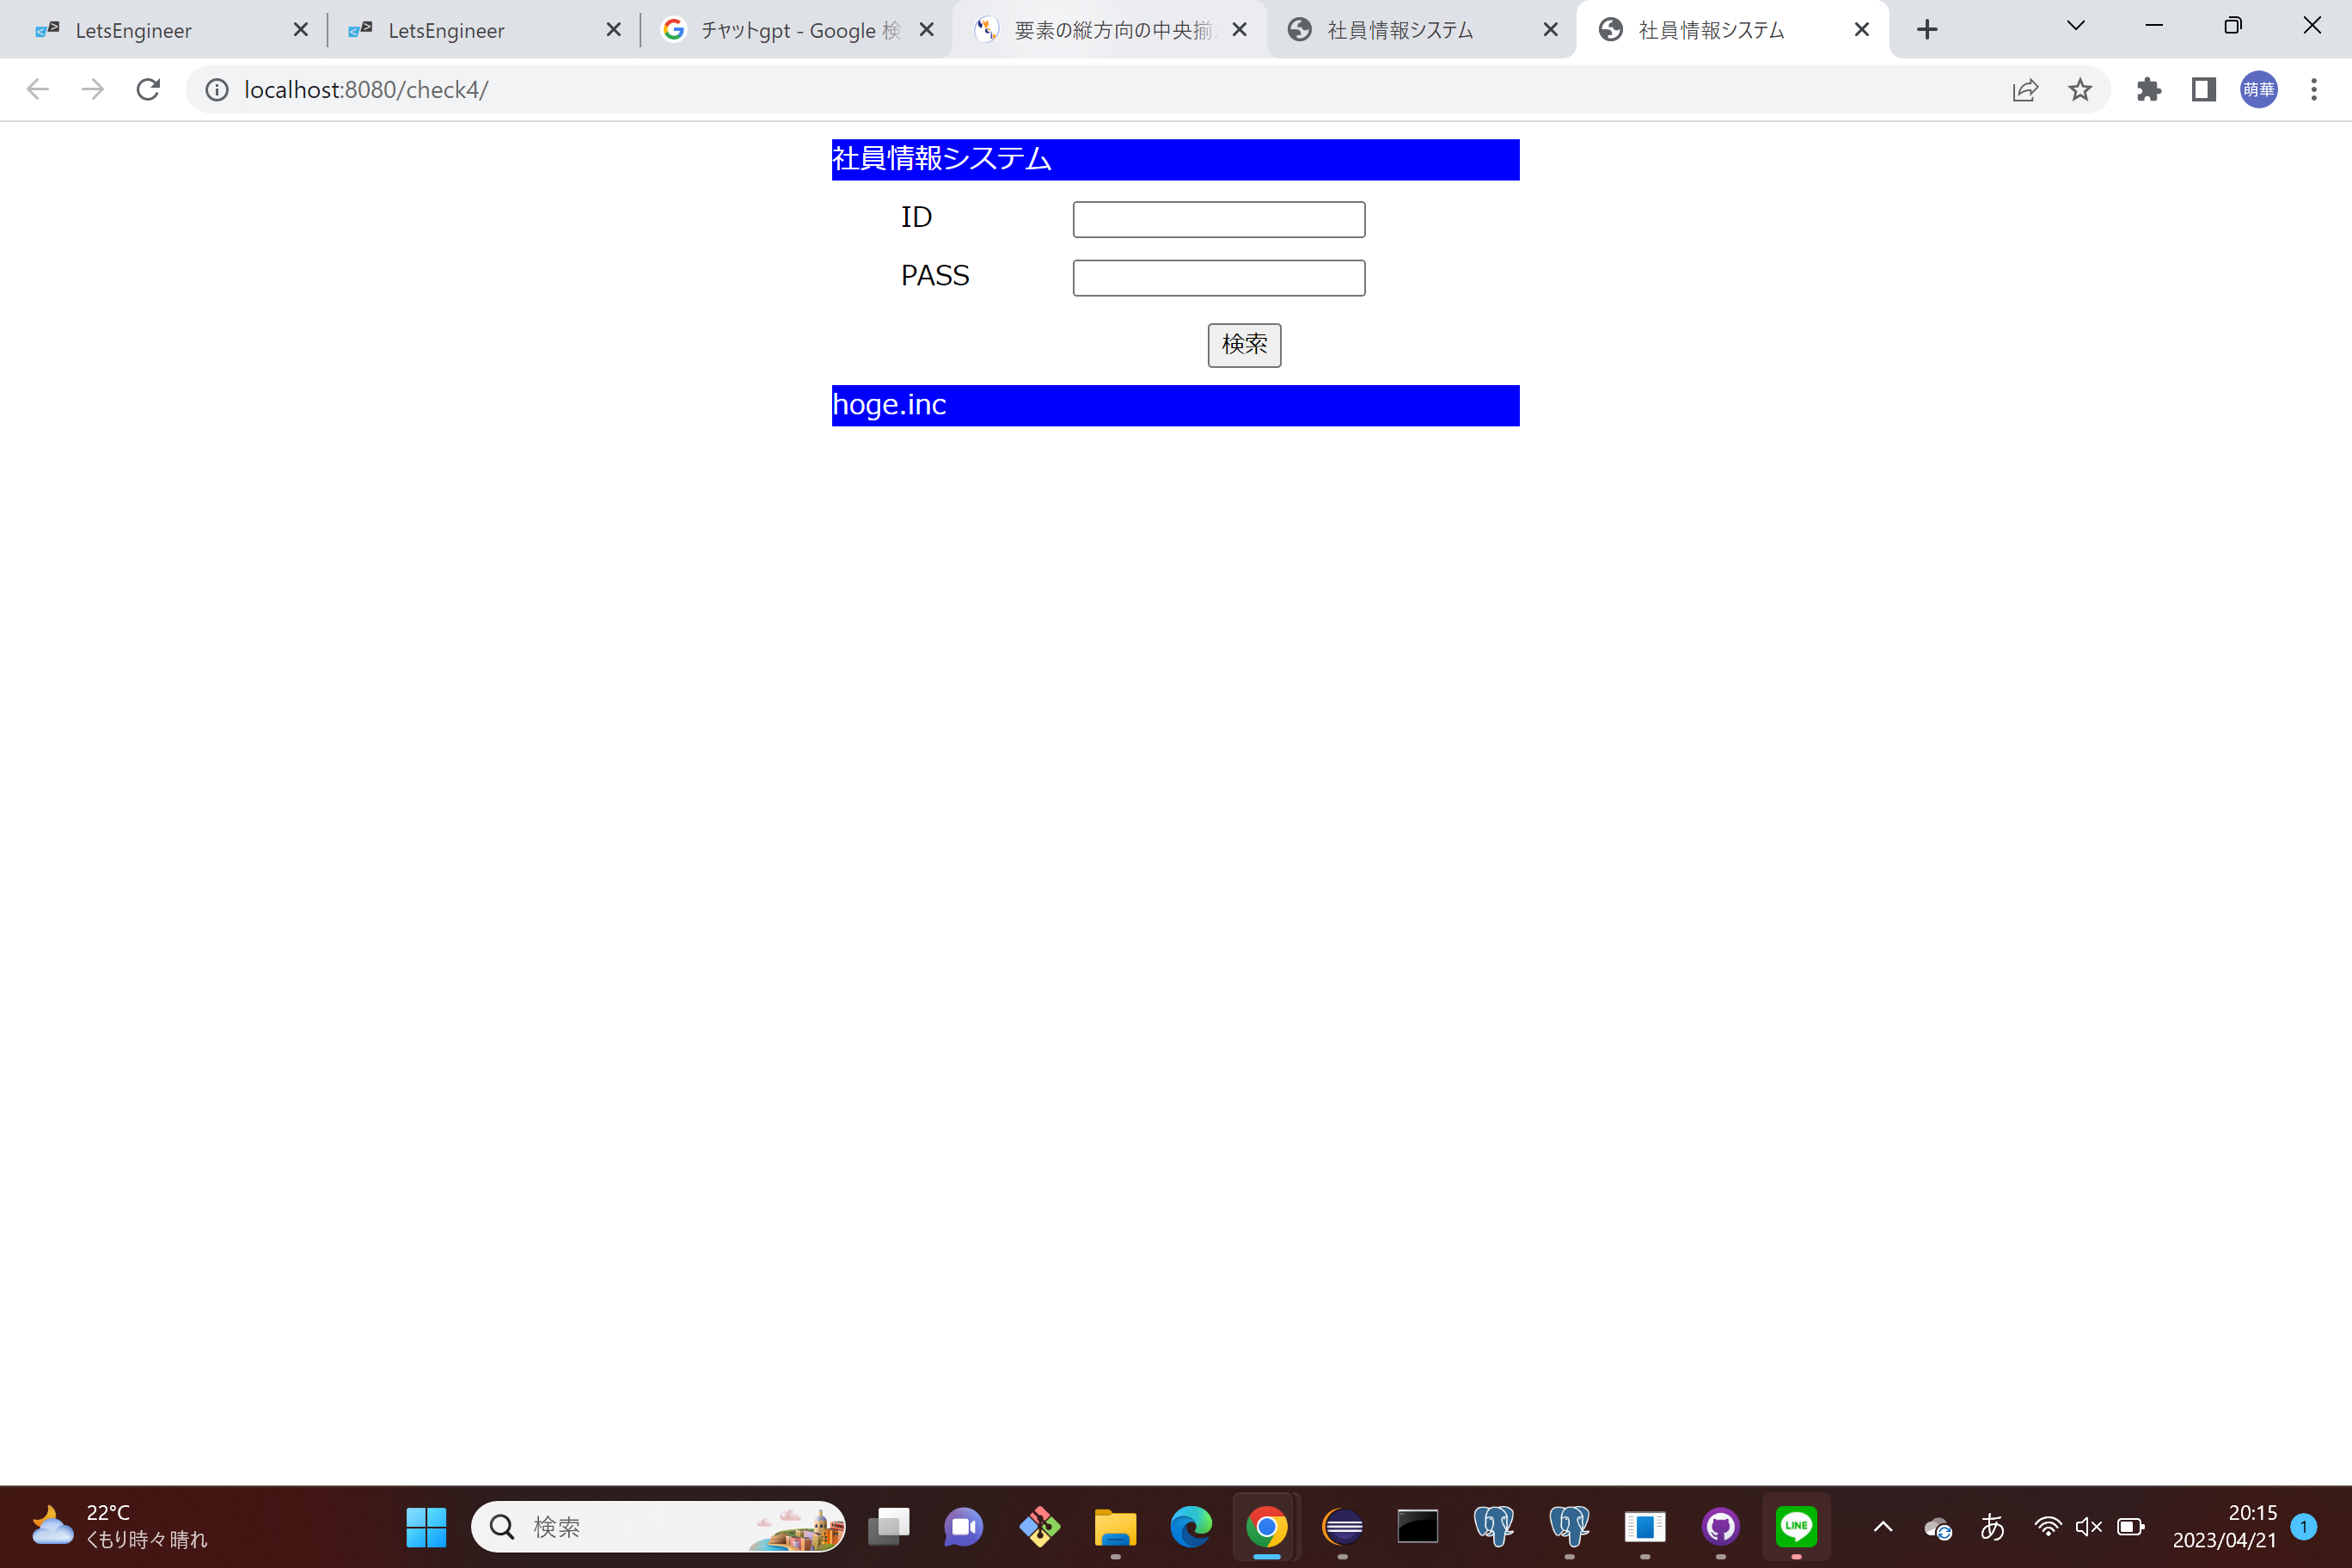 LetsEngineer
LetsEngineer
チャットgpt - Google 検
要素の縦方向の中央揃
社員情報システム
社員情報システム
localhost:8080/check4/
萌華
社員情報システム
ID
PASS
検索
hoge.inc
22°C
くもり時々晴れ
検索
LINE
あ
20:15
2023/04/21
1